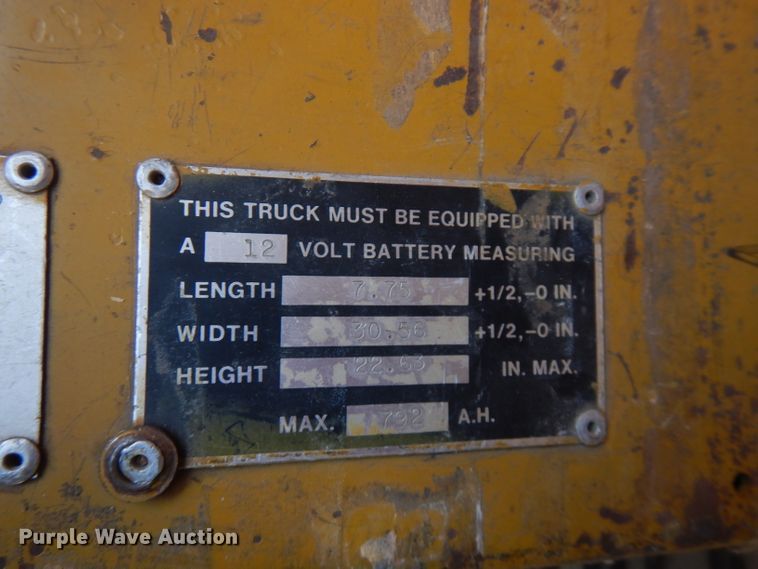 THIS TRUCK MUST BE EQUIPPED WITH
A 12 VOLT BATTERY MEASURING
LENGTH 7.75 +1/2,-0 IN.
WIDTH 30.56 +1/2,-0 IN.
HEIGHT 22.63 IN. MAX.
MAX. 792 A.H.
Purple Wave Auction®